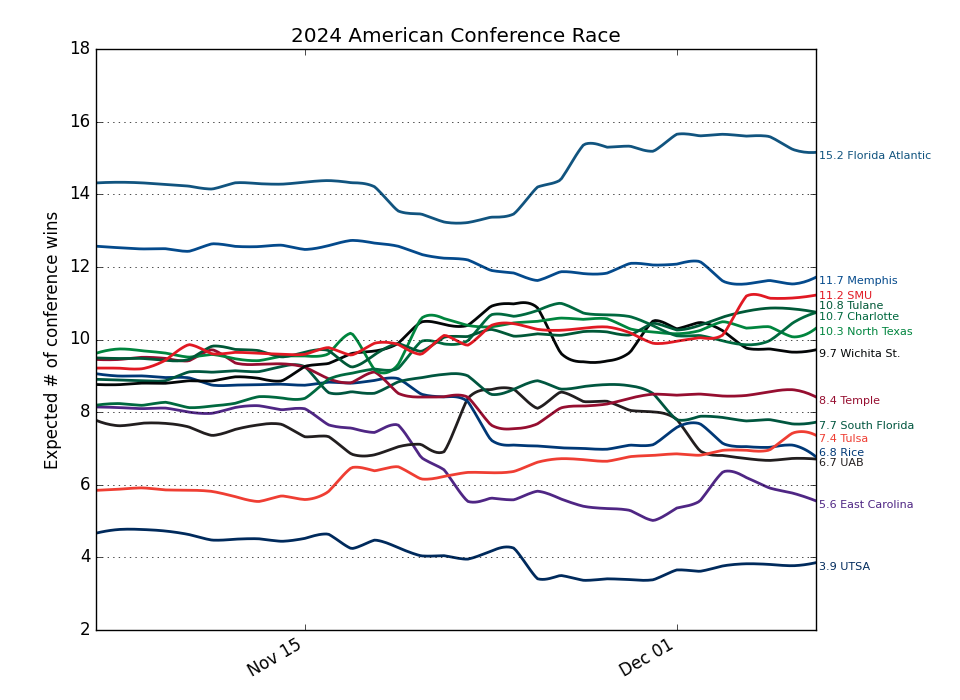 2024 American Conference Race
Expected # of conference wins
18
16
14
12
10
8
6
4
2
Nov 15
Dec 01
15.2 Florida Atlantic
11.7 Memphis
11.2 SMU
10.8 Tulane
10.7 Charlotte
10.3 North Texas
9.7 Wichita St.
8.4 Temple
7.7 South Florida
7.4 Tulsa
6.8 Rice
6.7 UAB
5.6 East Carolina
3.9 UTSA